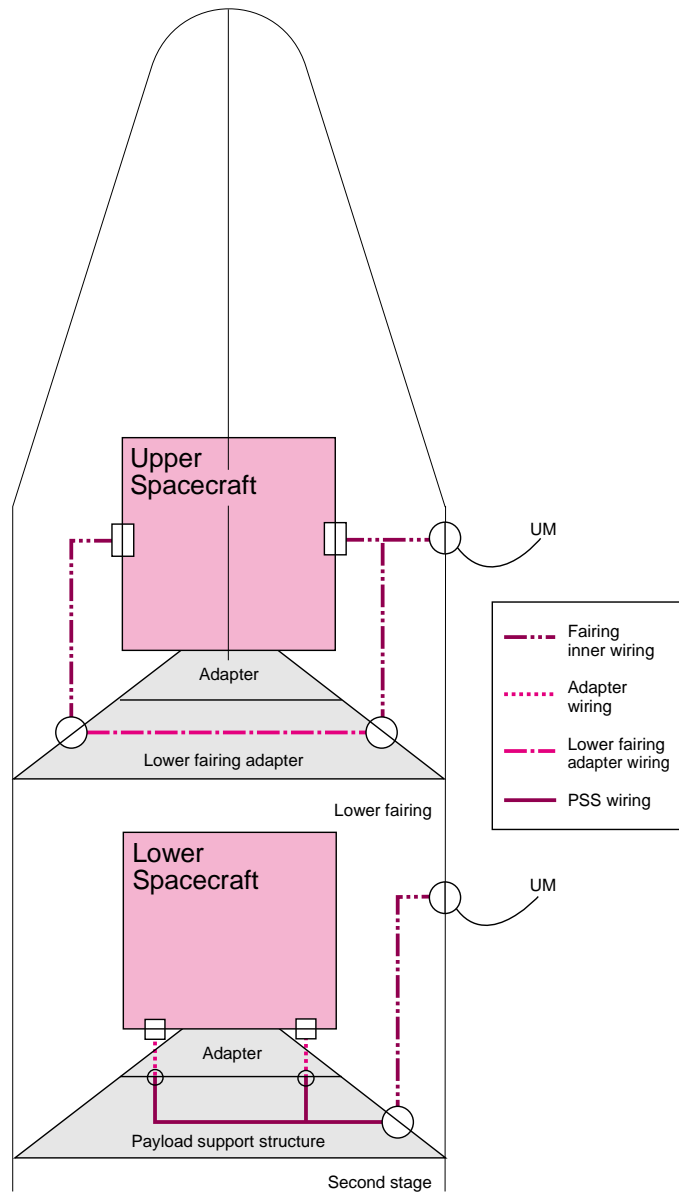 Upper
Spacecraft
UM
Fairing
inner wiring
Adapter
Adapter
wiring
Lower fairing
adapter wiring
Lower fairing adapter
PSS wiring
Lower fairing
Lower
Spacecraft
UM
Adapter
Payload support structure
Second stage